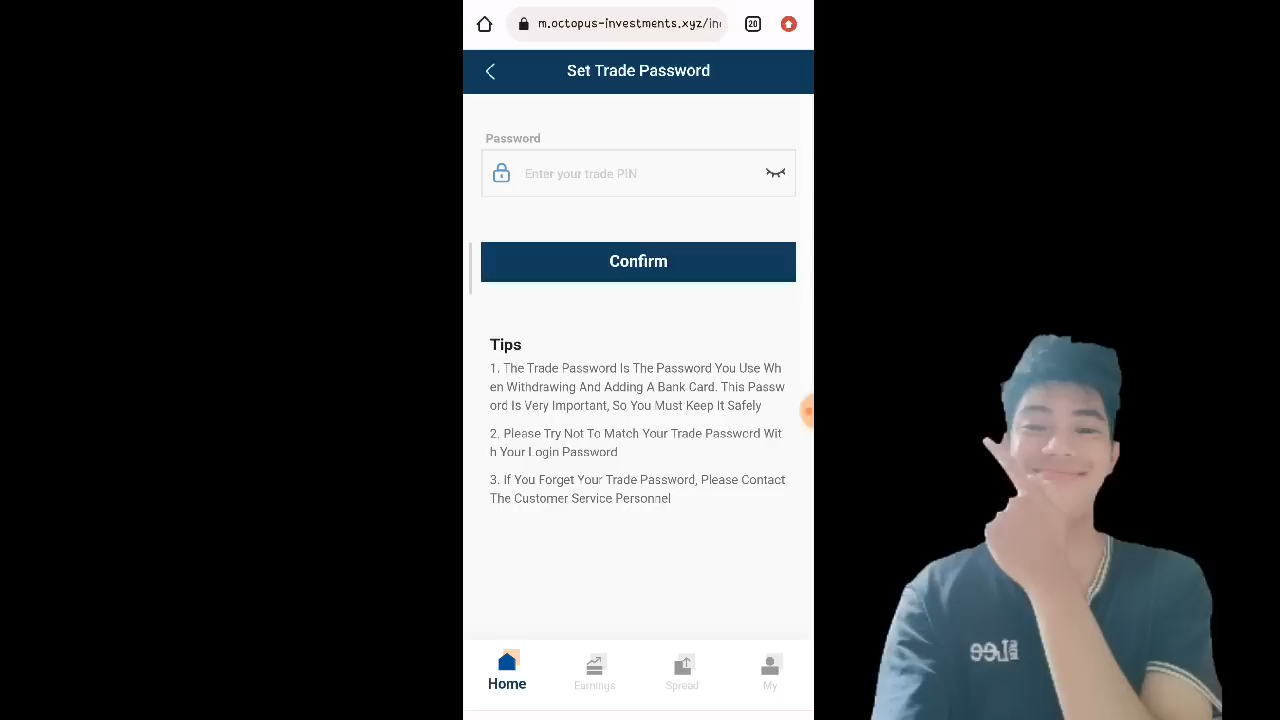 m.octopus-investments.xyz/in
20
Set Trade Password
Password
Enter your trade PIN
Confirm
Tips
1. The Trade Password Is The Password You Use Wh
en Withdrawing And Adding A Bank Card. This Passw
ord Is Very Important, So You Must Keep It Safely
2. Please Try Not To Match Your Trade Password Wit
h Your Login Password
3. If You Forget Your Trade Password, Please Contact
The Customer Service Personnel
Lee
Home
Earnings
Spread
My